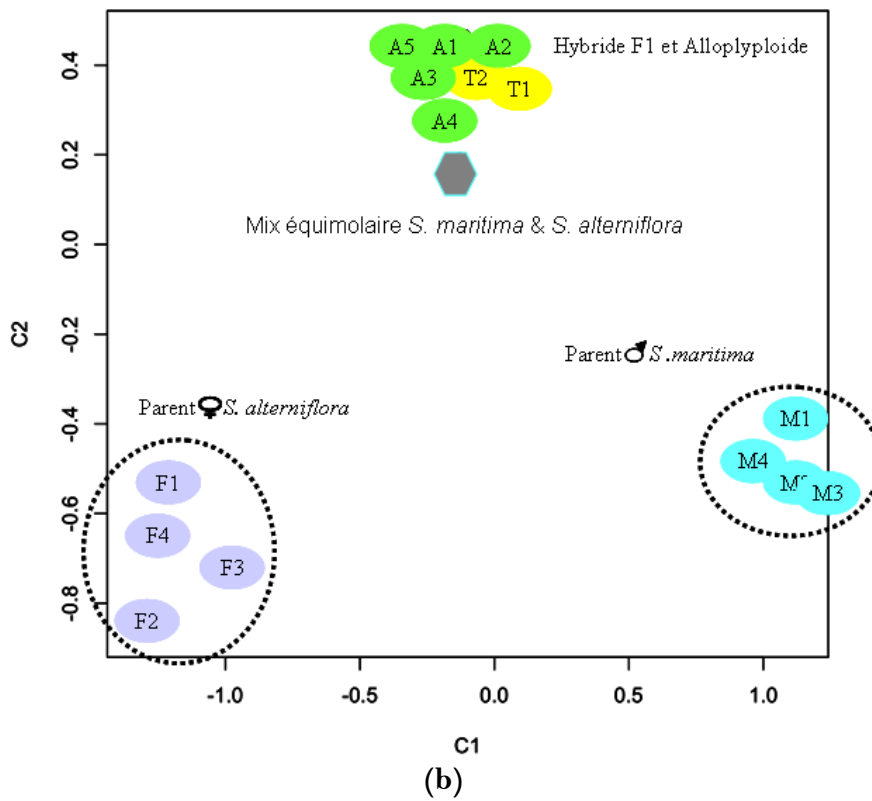 A5 A1 A2 Hybride F1 et Alloplyploide
0.4 A3 T2 T1
A4
0.2
Mix équimolaire S. maritima & S. alterniflora
0.0
C2
-0.2
Parent ♂ S.maritima
Parent ♀ S. alterniflora
-0.4 M1
M4
F1 M3
-0.6
F4
F3
-0.8 F2
-1.0 -0.5 0.0 0.5 1.0
C1
(b)